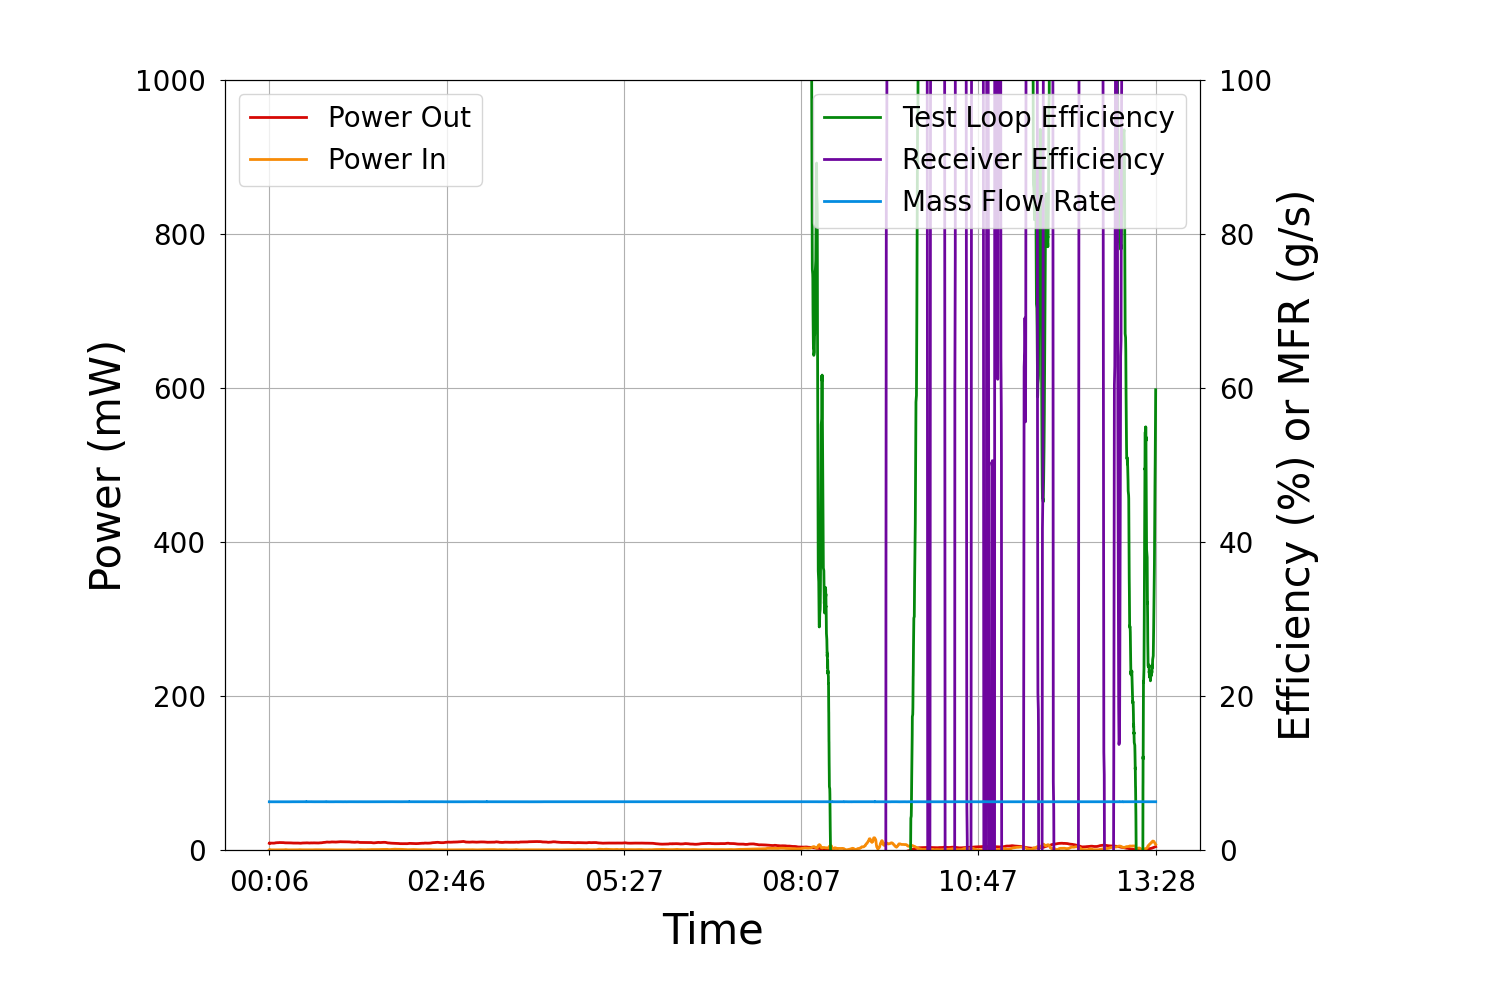 1000
800
600
400
200
0
Power (mW)
Power Out
Power In
Test Loop Efficiency
Receiver Efficiency
Mass Flow Rate
100
80
60
40
20
0
Efficiency (%) or MFR (g/s)
00:06 02:46 05:27 08:07 10:47 13:28
Time